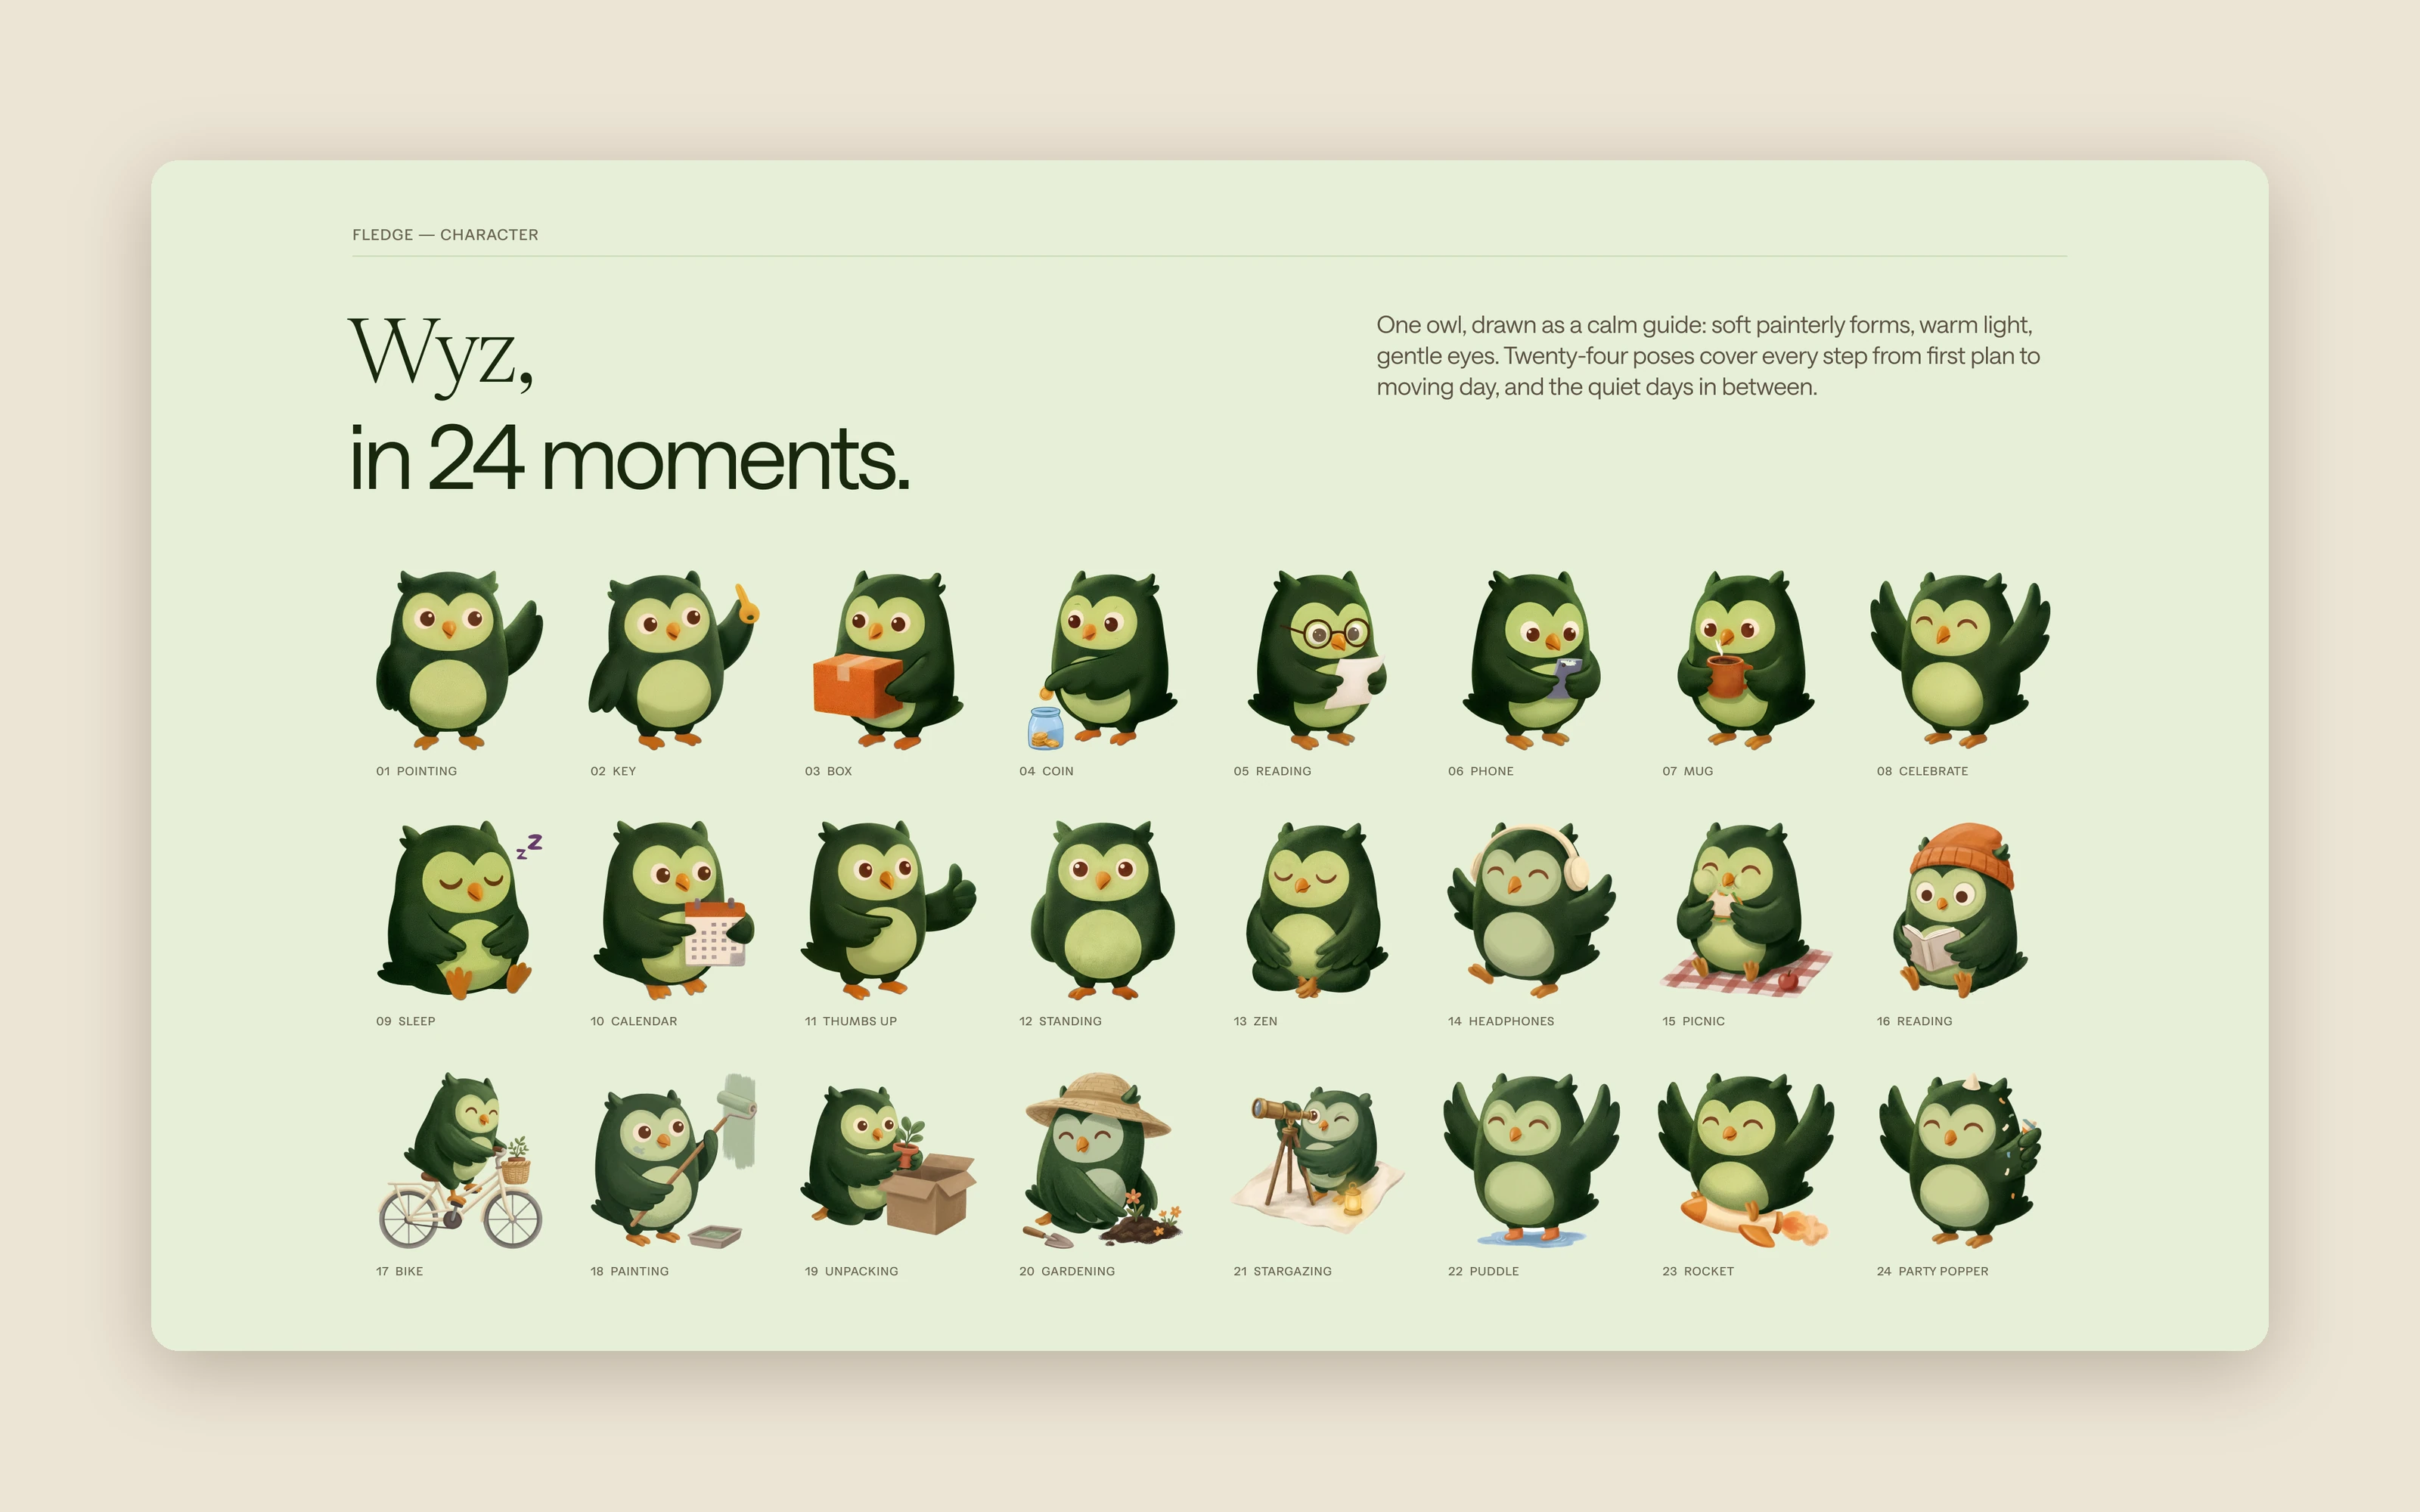 FLEDGE — CHARACTER
Wyz,
in 24 moments.
One owl, drawn as a calm guide: soft painterly forms, warm light,
gentle eyes. Twenty-four poses cover every step from first plan to
moving day, and the quiet days in between.
01 POINTING
02 KEY
03 BOX
04 COIN
05 READING
06 PHONE
07 MUG
08 CELEBRATE
zz
09 SLEEP
10 CALENDAR
11 THUMBS UP
12 STANDING
13 ZEN
14 HEADPHONES
15 PICNIC
16 READING
17 BIKE
18 PAINTING
19 UNPACKING
20 GARDENING
21 STARGAZING
22 PUDDLE
23 ROCKET
24 PARTY POPPER